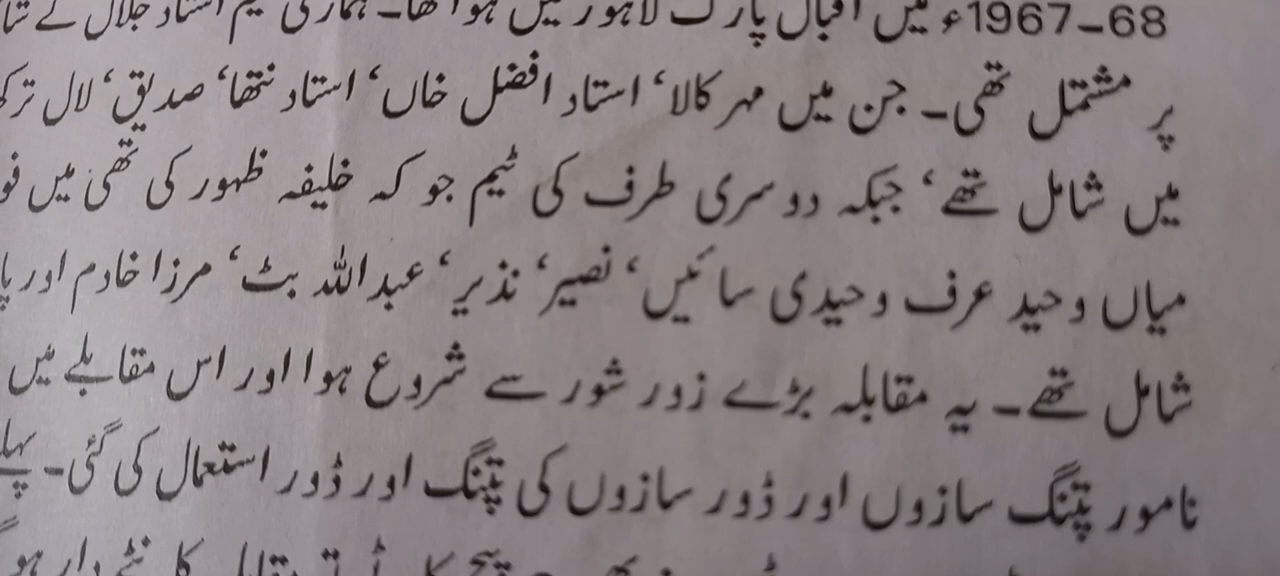 1967-68ء میں اقبال پارک لاہور میں ہوا تھا۔ ہماری ٹیم استاد جلال کے
پر مشتمل تھی۔ جن میں مہر کالا‘ استاد افضل خاں‘ استاد ننھا‘ صدیق‘ لال
میں شامل تھے‘ جبکہ دوسری طرف کی ٹیم جو کہ خلیفہ ظہور کی تھی میں
میاں وحید عرف وحیدی سائیں‘ نصیر‘ نذیر‘ عبداللہ بٹ‘ مرزا خادم اور
شامل تھے۔ یہ مقابلہ بڑے زور شور سے شروع ہوا اور اس مقابلے میں
نامور پتنگ سازوں اور ڈور سازوں کی پتنگ اور ڈور استعمال کی گئی۔